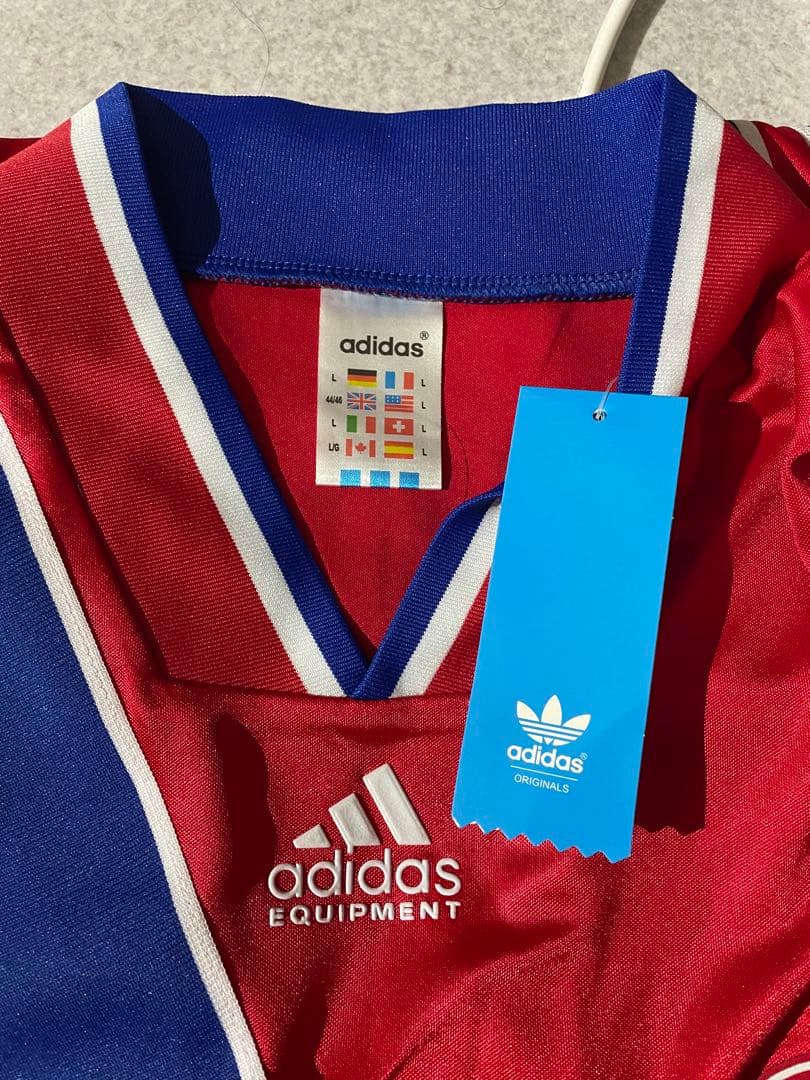 adidas®
L L
44/46 L
L L
L/G L
adidas®
ORIGINALS
adidas
EQUIPMENT